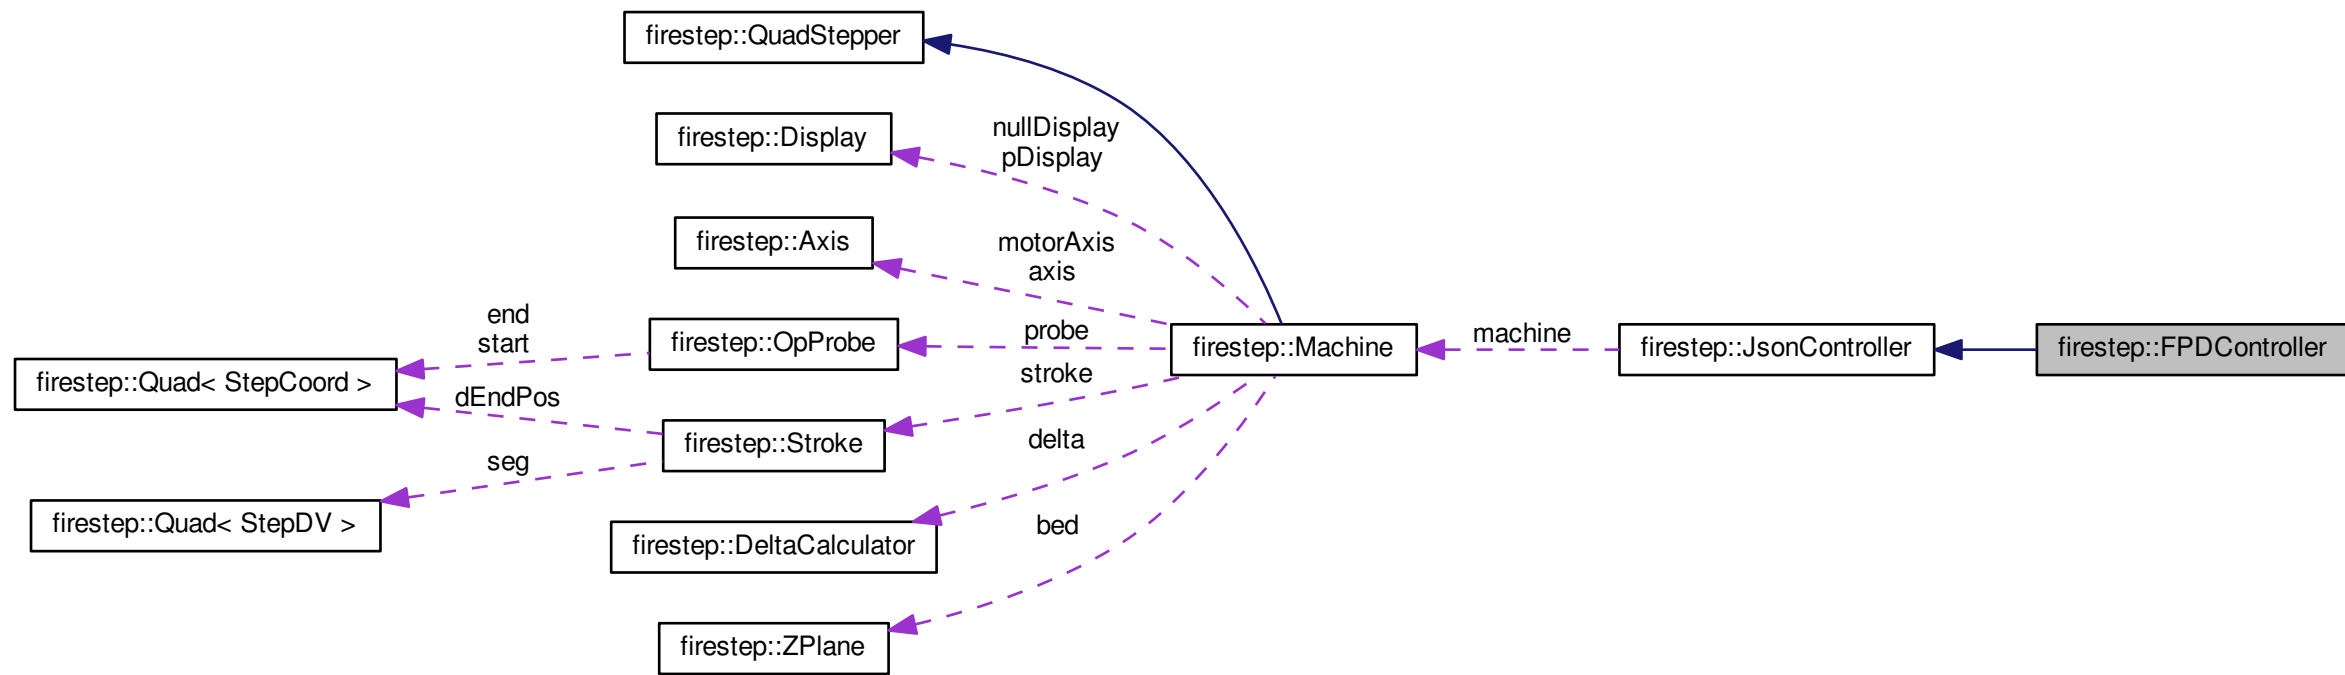 firestep::QuadStepper
firestep::Display
nullDisplay
pDisplay
firestep::Axis
motorAxis
axis
end
start
firestep::OpProbe
probe
firestep::Machine
machine
firestep::JsonController
firestep::FPDController
firestep::Quad< StepCoord >
dEndPos
stroke
firestep::Stroke
delta
seg
firestep::Quad< StepDV >
firestep::DeltaCalculator
bed
firestep::ZPlane